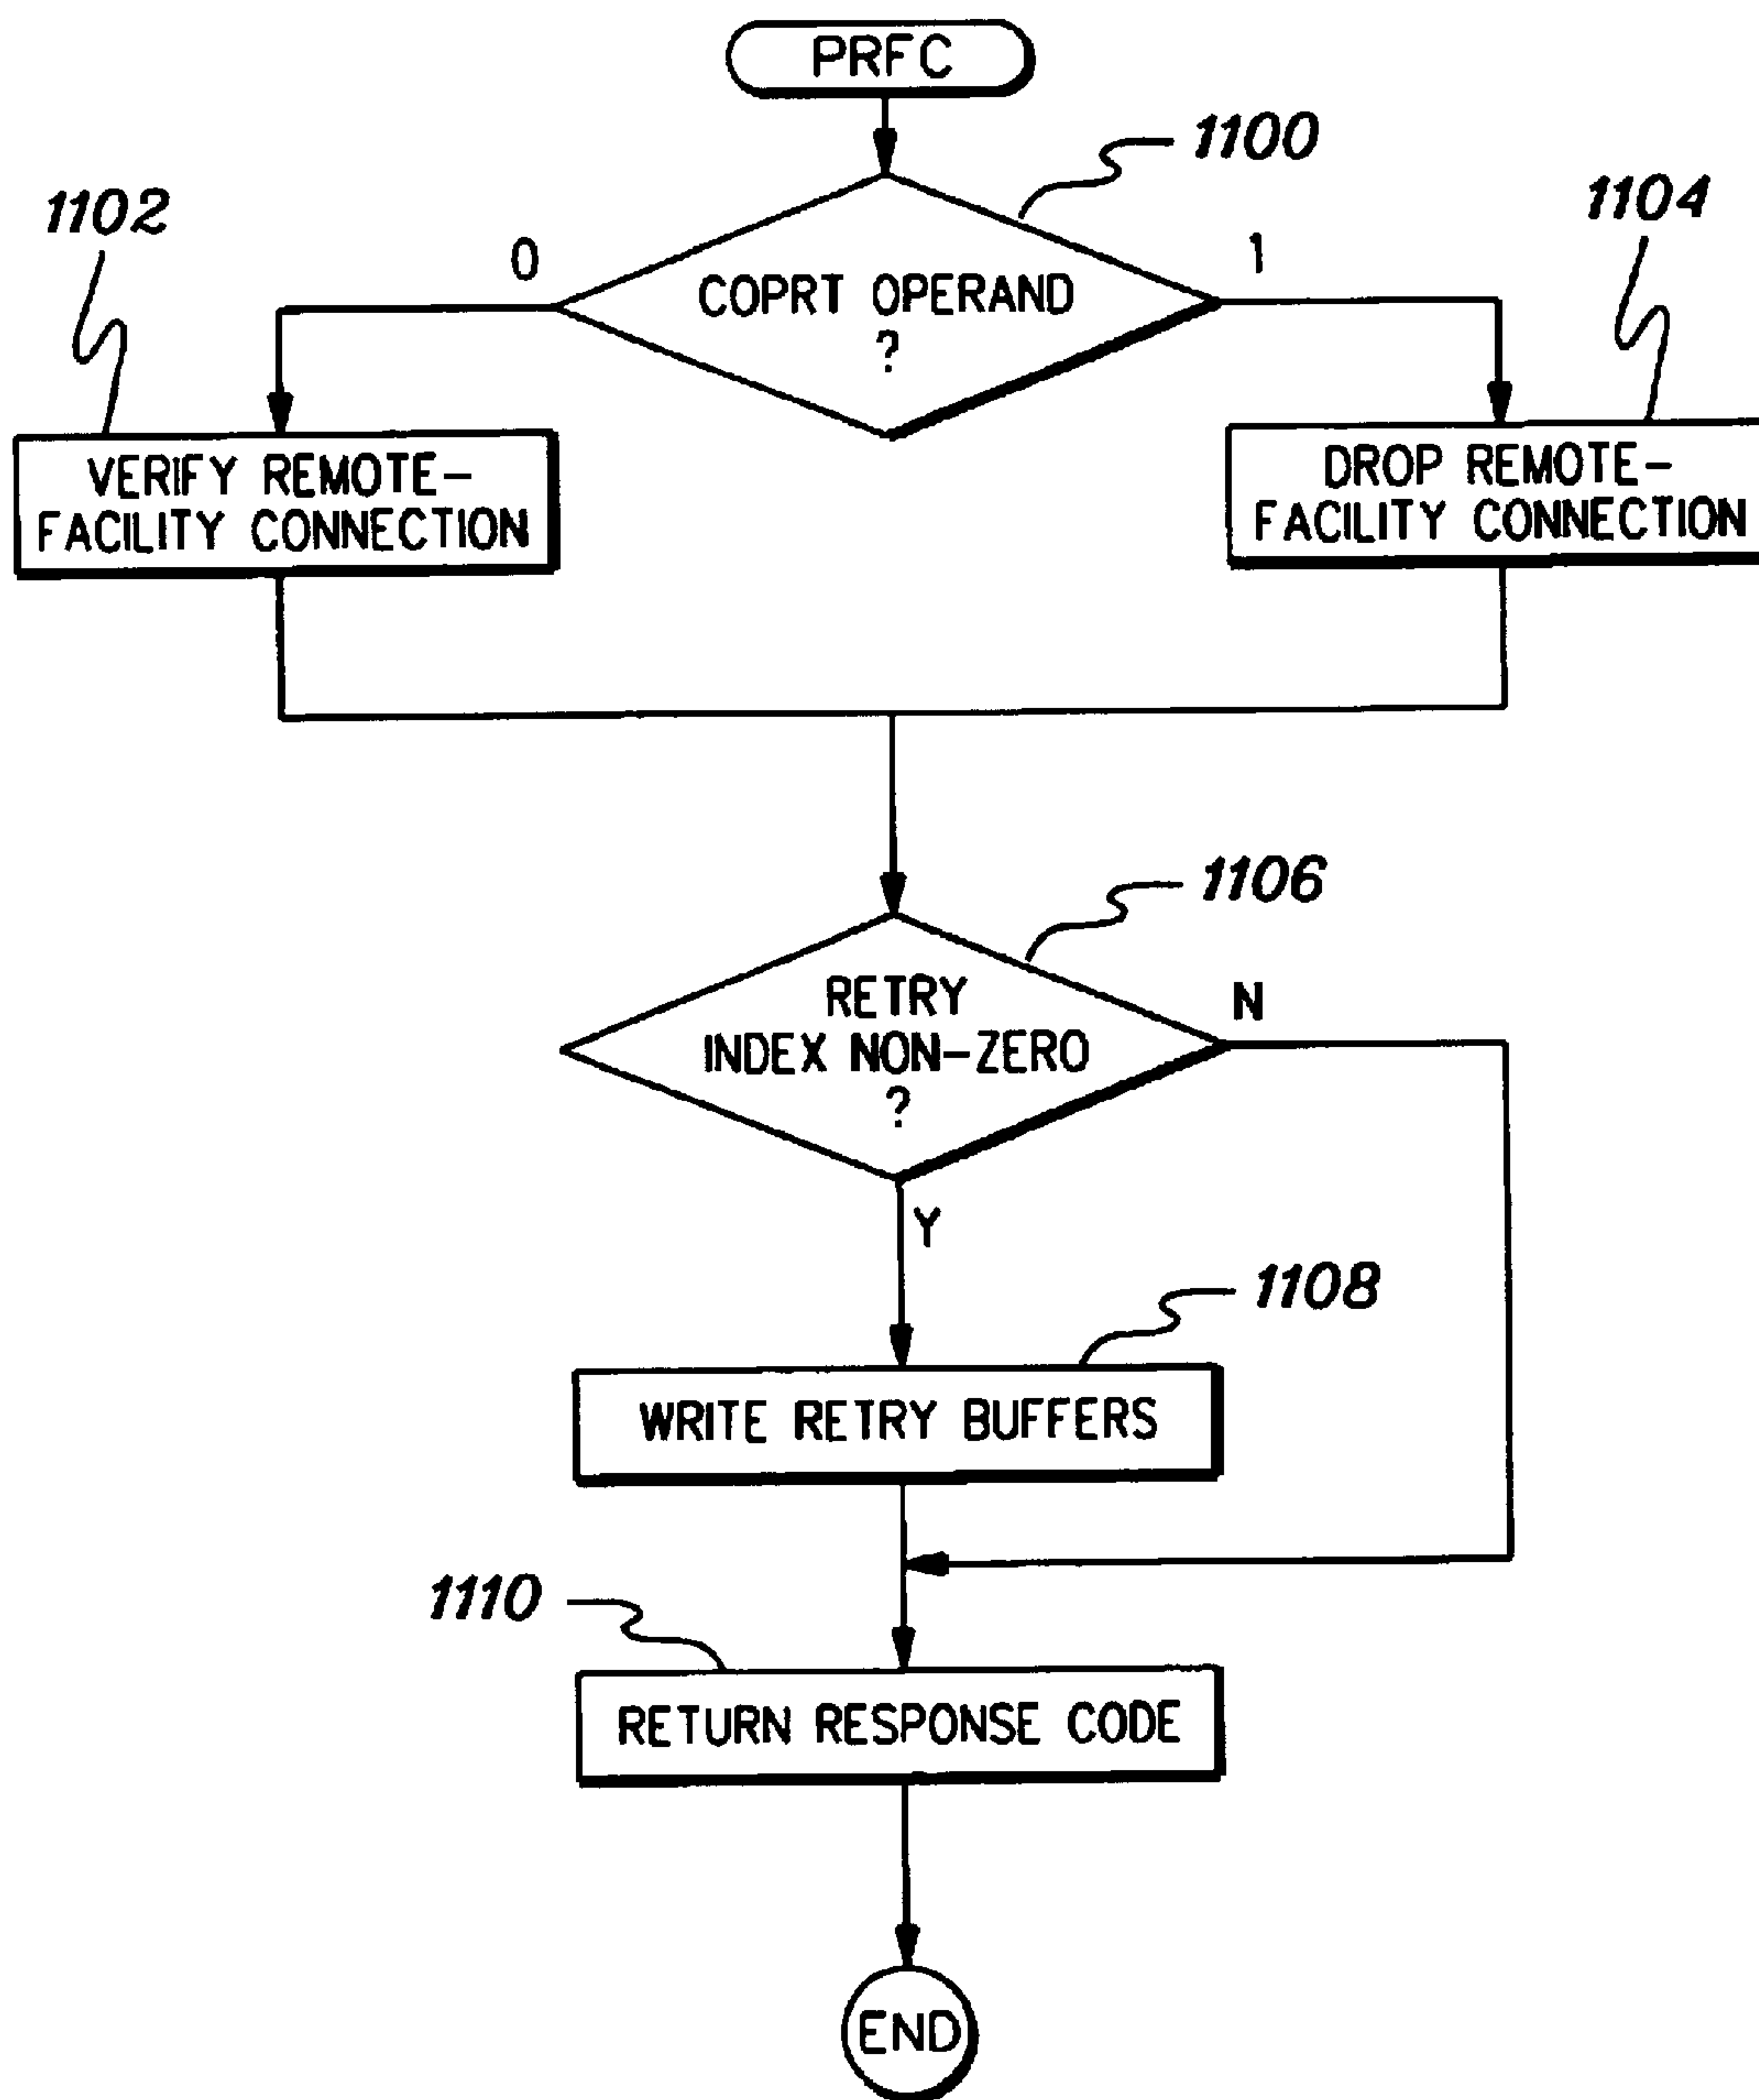 PRFC
1100
1102
1104
0
1
COPRT OPERAND
?
VERIFY REMOTE-
FACILITY CONNECTION
DROP REMOTE-
FACILITY CONNECTION
1106
RETRY
INDEX NON-ZERO
?
N
Y
1108
WRITE RETRY BUFFERS
1110
RETURN RESPONSE CODE
END